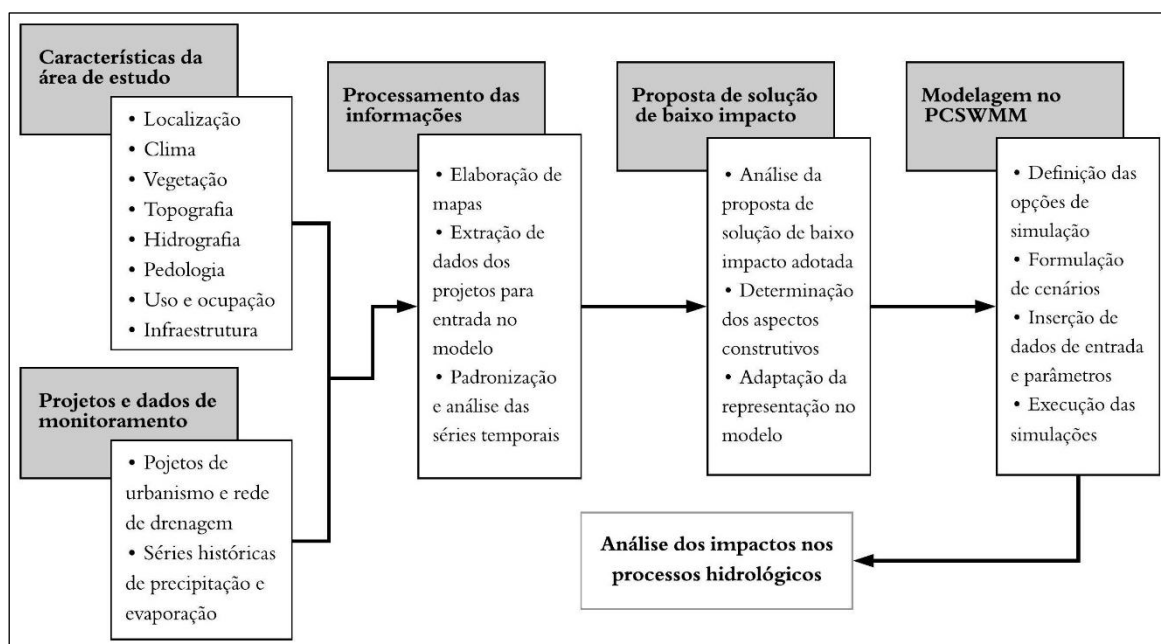 Características da
área de estudo
• Localização
• Clima
• Vegetação
• Topografia
• Hidrografia
• Pedologia
• Uso e ocupação
• Infraestrutura
Projetos e dados de
monitoramento
• Pojetos de
urbanismo e rede
de drenagem
• Séries históricas
de precipitação e
evaporação
Processamento das
informações
• Elaboração de
mapas
• Extração de
dados dos
projetos para
entrada no
modelo
• Padronização
e análise das
séries temporais
Proposta de solução
de baixo impacto
• Análise da
proposta de
solução de baixo
impacto adotada
• Determinação
dos aspectos
construtivos
• Adaptação da
representação no
modelo
Modelagem no
PCSWMM
• Definição das
opções de
simulação
• Formulação
de cenários
• Inserção de
dados de entrada
e parâmetros
• Execução das
simulações
Análise dos impactos nos
processos hidrológicos